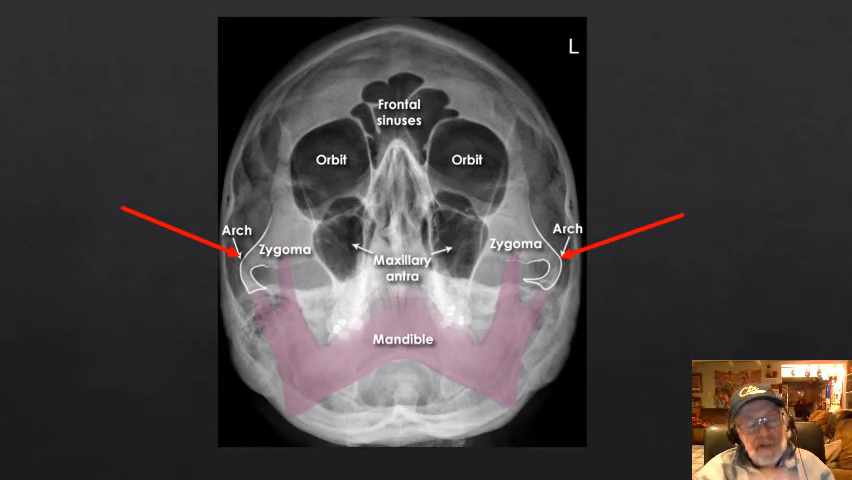 L
Frontal
sinuses
Orbit
Orbit
Arch
Zygoma
Zygoma
Arch
Maxillary
antra
Mandible